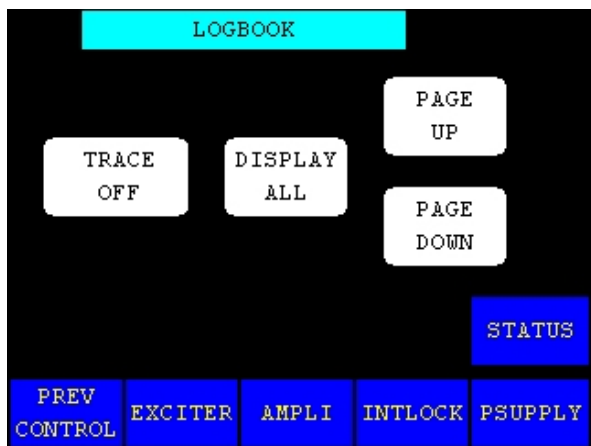 LOGBOOK
PAGE
UP
TRACE
OFF
DISPLAY
ALL
PAGE
DOWN
STATUS
PREV
CONTROL
EXCITER
AMPLI
INTLOCK
PSUPPLY